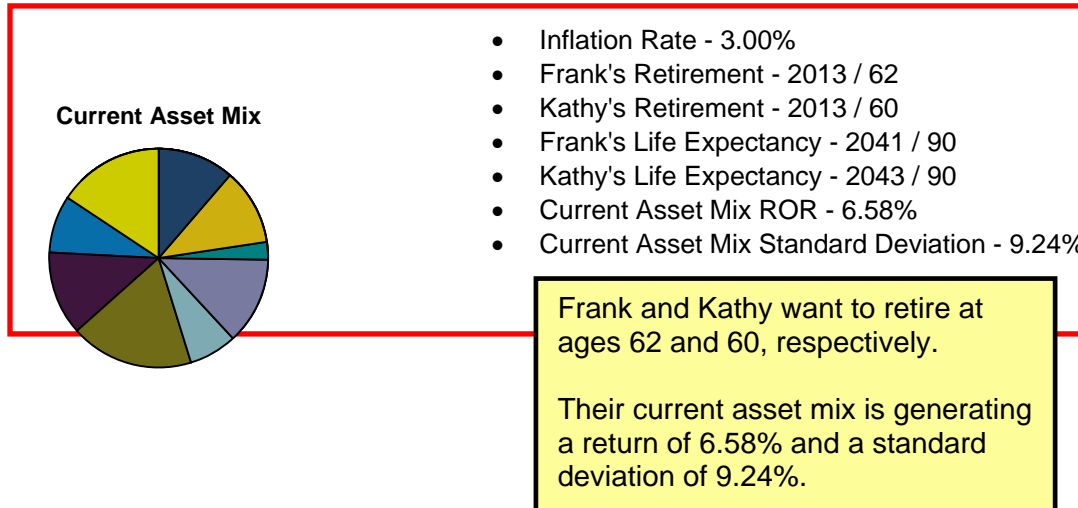 Current Asset Mix
• Inflation Rate - 3.00%
• Frank's Retirement - 2013 / 62
• Kathy's Retirement - 2013 / 60
• Frank's Life Expectancy - 2041 / 90
• Kathy's Life Expectancy - 2043 / 90
• Current Asset Mix ROR - 6.58%
• Current Asset Mix Standard Deviation - 9.24%
Frank and Kathy want to retire at
ages 62 and 60, respectively.
Their current asset mix is generating
a return of 6.58% and a standard
deviation of 9.24%.